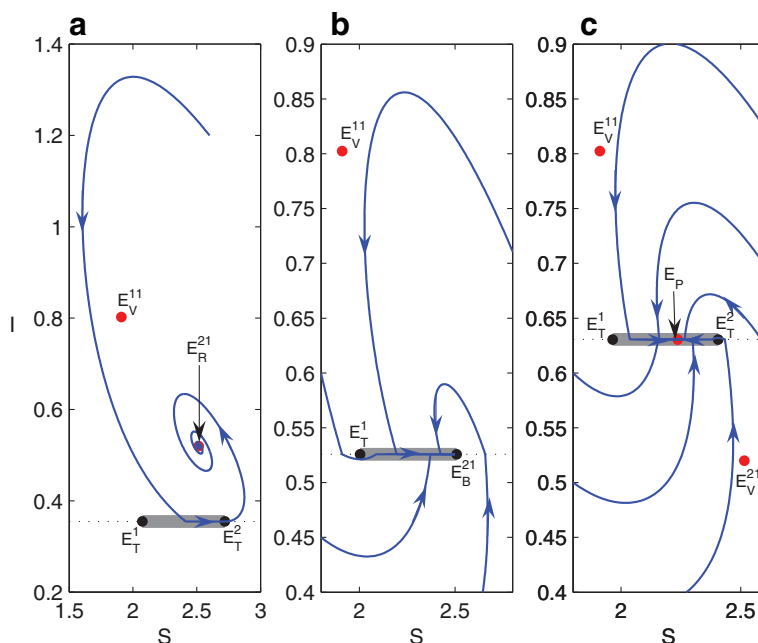 a
b
c
1.4
1.2
1
0.8
0.6
0.4
0.2
I
1.5
2
2.5
3
S
E_V^11
E_R^21
E_T^1
E_T^2
0.9
0.85
0.8
0.75
0.7
0.65
0.6
0.55
0.5
0.45
0.4
2
2.5
S
E_V^11
E_T^1
E_B^21
0.9
0.85
0.8
0.75
0.7
0.65
0.6
0.55
0.5
0.45
0.4
2
2.5
S
E_V^11
E_P
E_T^1
E_T^2
E_V^21